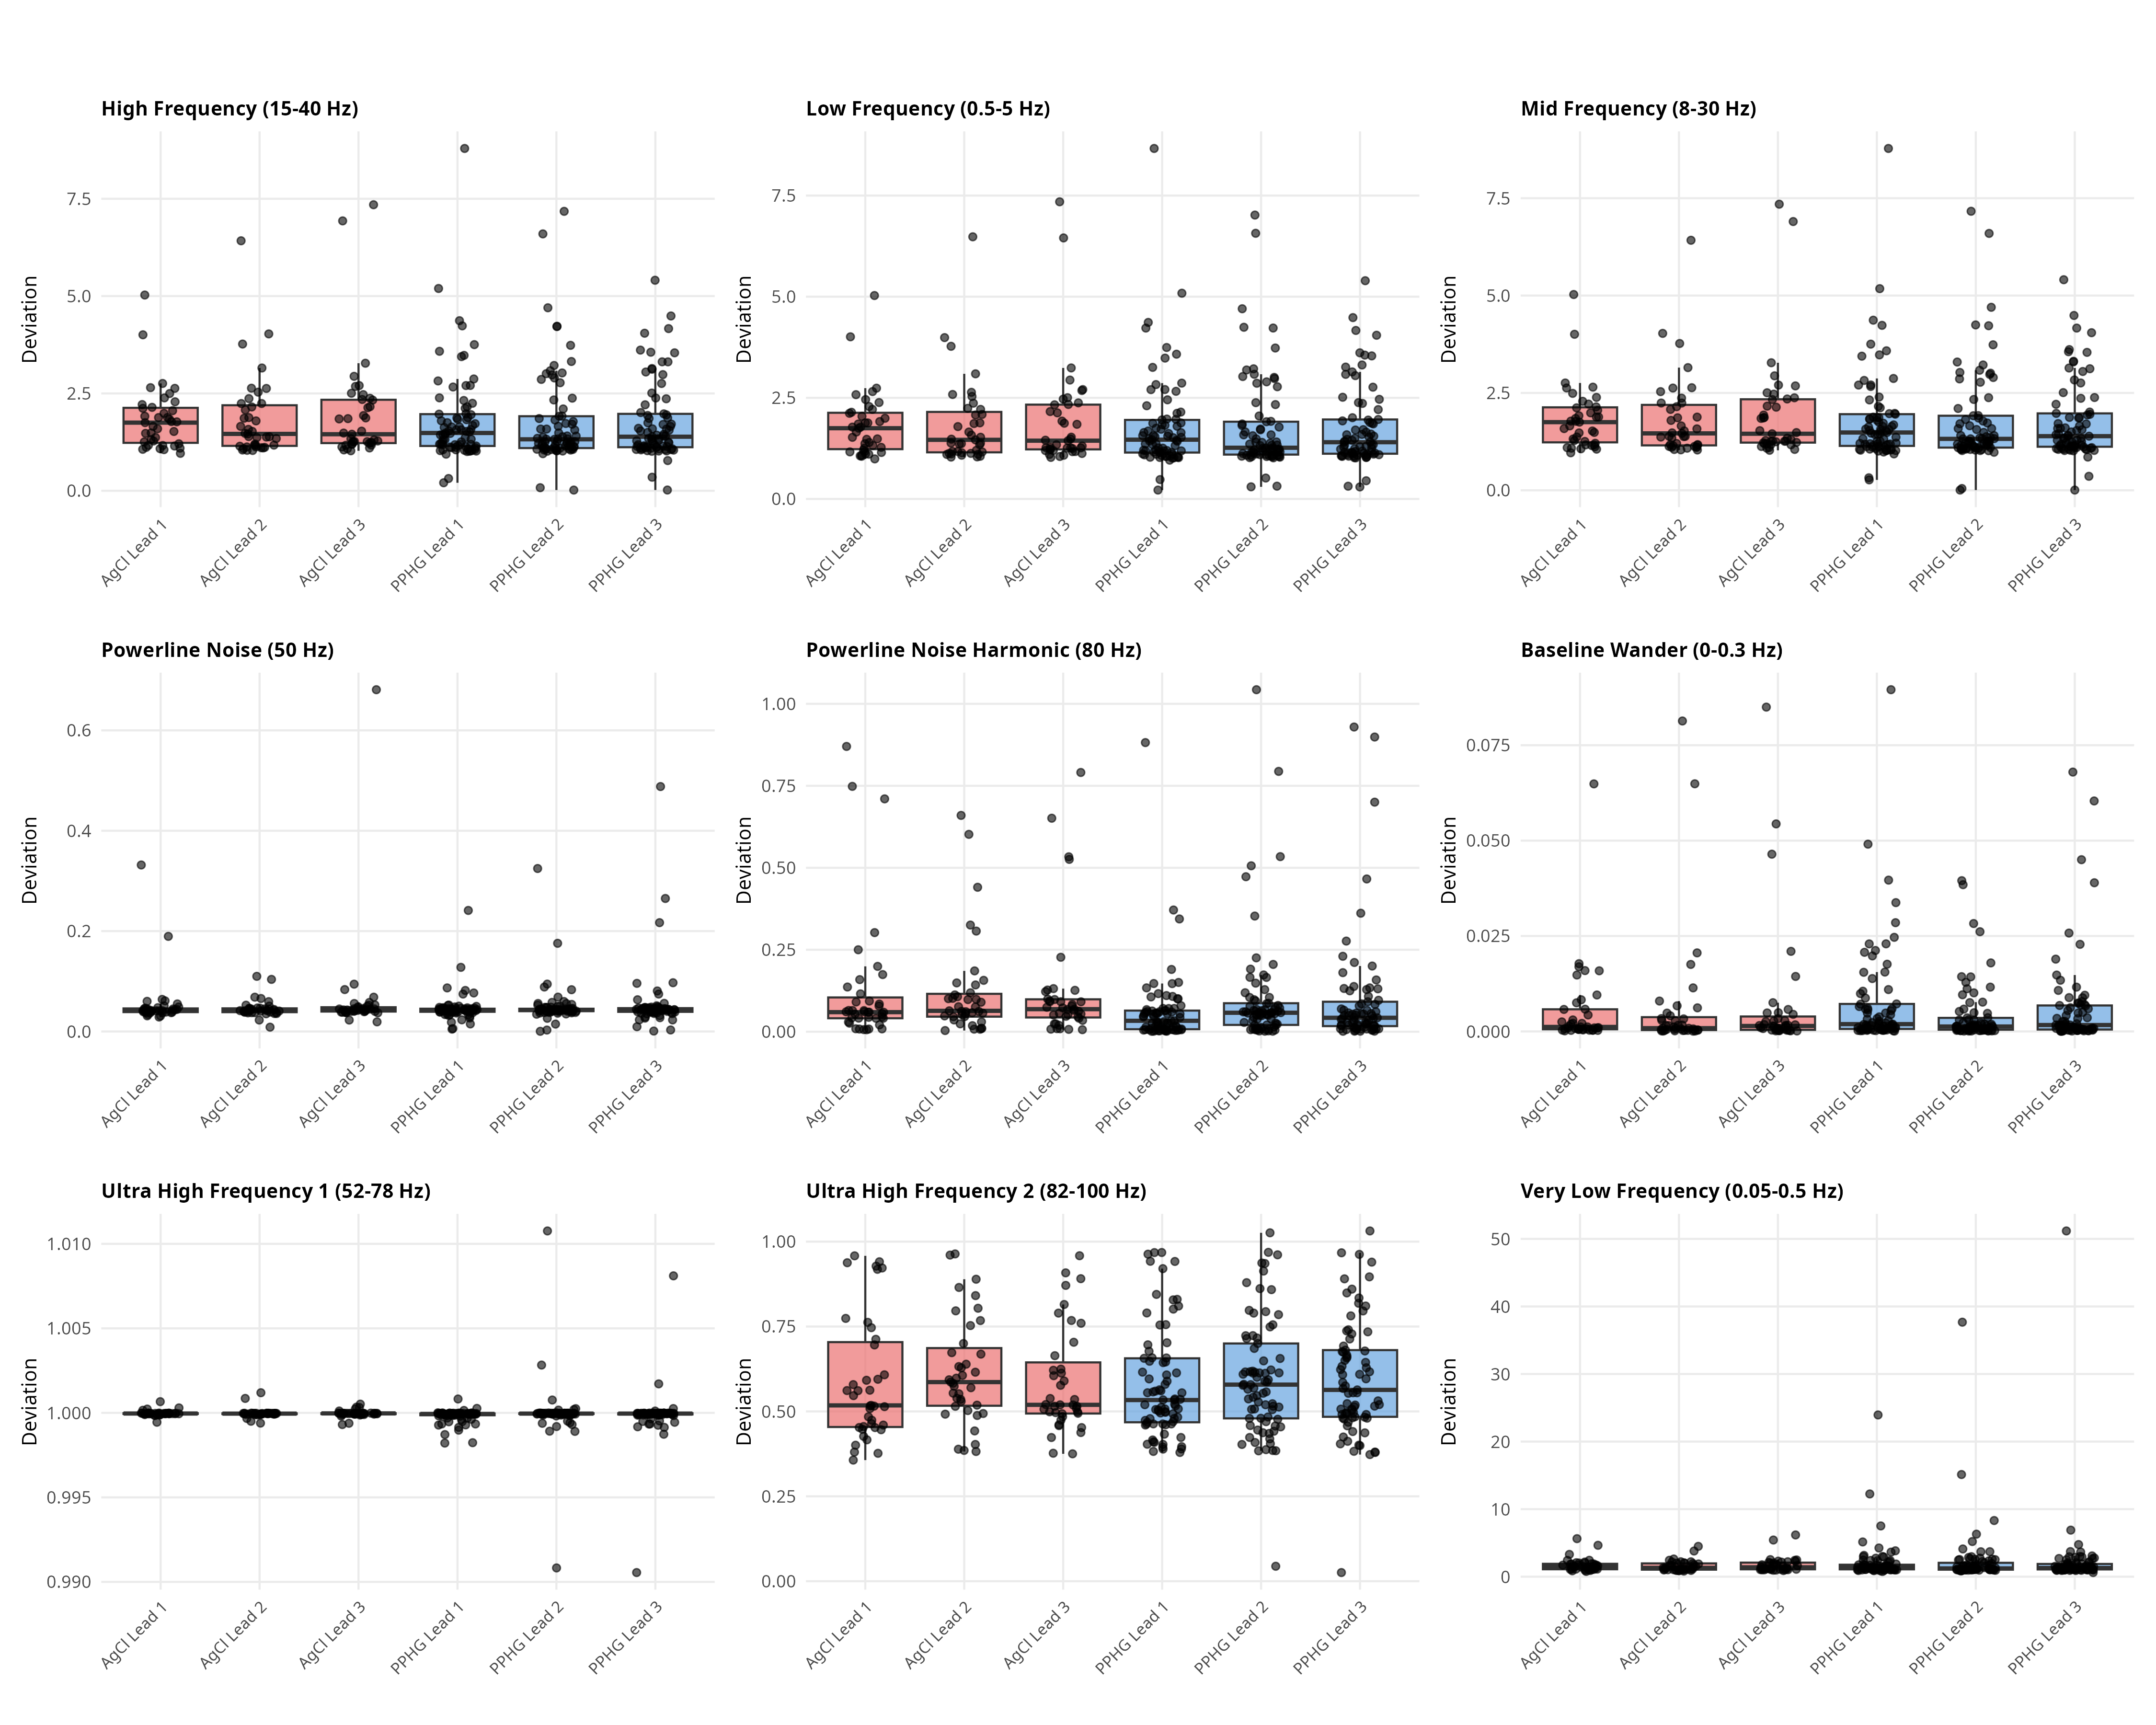 High Frequency (15-40 Hz)
Deviation
7.5
5.0
2.5
0.0
AgCl Lead 1
AgCl Lead 2
AgCl Lead 3
PPHG Lead 1
PPHG Lead 2
PPHG Lead 3
Low Frequency (0.5-5 Hz)
Deviation
7.5
5.0
2.5
0.0
AgCl Lead 1
AgCl Lead 2
AgCl Lead 3
PPHG Lead 1
PPHG Lead 2
PPHG Lead 3
Mid Frequency (8-30 Hz)
Deviation
7.5
5.0
2.5
0.0
AgCl Lead 1
AgCl Lead 2
AgCl Lead 3
PPHG Lead 1
PPHG Lead 2
PPHG Lead 3
Powerline Noise (50 Hz)
Deviation
0.6
0.4
0.2
0.0
AgCl Lead 1
AgCl Lead 2
AgCl Lead 3
PPHG Lead 1
PPHG Lead 2
PPHG Lead 3
Powerline Noise Harmonic (80 Hz)
Deviation
1.00
0.75
0.50
0.25
0.00
AgCl Lead 1
AgCl Lead 2
AgCl Lead 3
PPHG Lead 1
PPHG Lead 2
PPHG Lead 3
Baseline Wander (0-0.3 Hz)
Deviation
0.075
0.050
0.025
0.000
AgCl Lead 1
AgCl Lead 2
AgCl Lead 3
PPHG Lead 1
PPHG Lead 2
PPHG Lead 3
Ultra High Frequency 1 (52-78 Hz)
Deviation
1.010
1.005
1.000
0.995
0.990
AgCl Lead 1
AgCl Lead 2
AgCl Lead 3
PPHG Lead 1
PPHG Lead 2
PPHG Lead 3
Ultra High Frequency 2 (82-100 Hz)
Deviation
1.00
0.75
0.50
0.25
0.00
AgCl Lead 1
AgCl Lead 2
AgCl Lead 3
PPHG Lead 1
PPHG Lead 2
PPHG Lead 3
Very Low Frequency (0.05-0.5 Hz)
Deviation
50
40
30
20
10
0
AgCl Lead 1
AgCl Lead 2
AgCl Lead 3
PPHG Lead 1
PPHG Lead 2
PPHG Lead 3